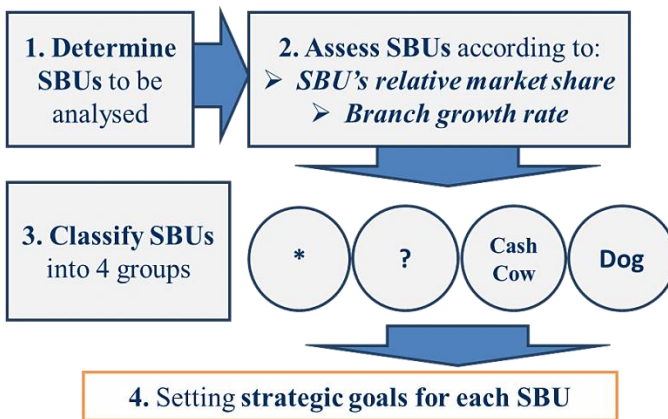 1. Determine
SBUs to be
analysed
2. Assess SBUs according to:
➢ SBU's relative market share
➢ Branch growth rate
3. Classify SBUs
into 4 groups
*
?
Cash
Cow
Dog
4. Setting strategic goals for each SBU